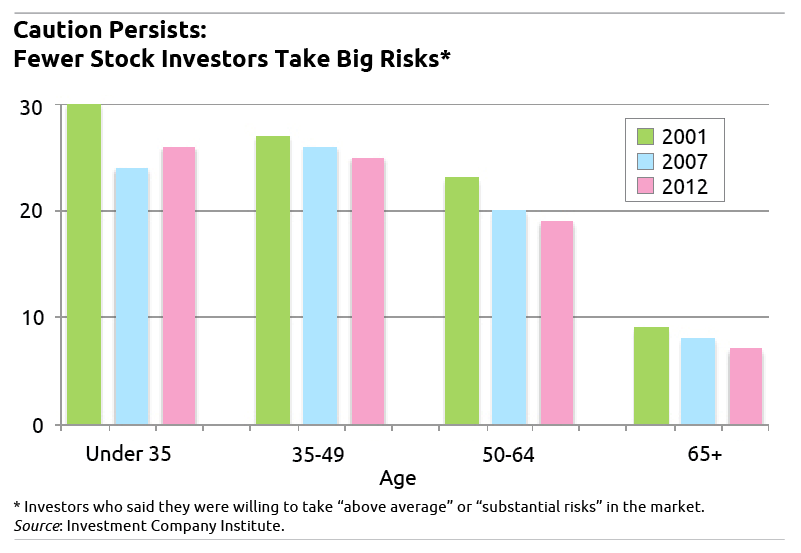 Caution Persists:
Fewer Stock Investors Take Big Risks*
30
20
10
0
2001
2007
2012
Under 35
35-49
50-64
65+
Age
* Investors who said they were willing to take “above average” or “substantial risks” in the market.
Source: Investment Company Institute.